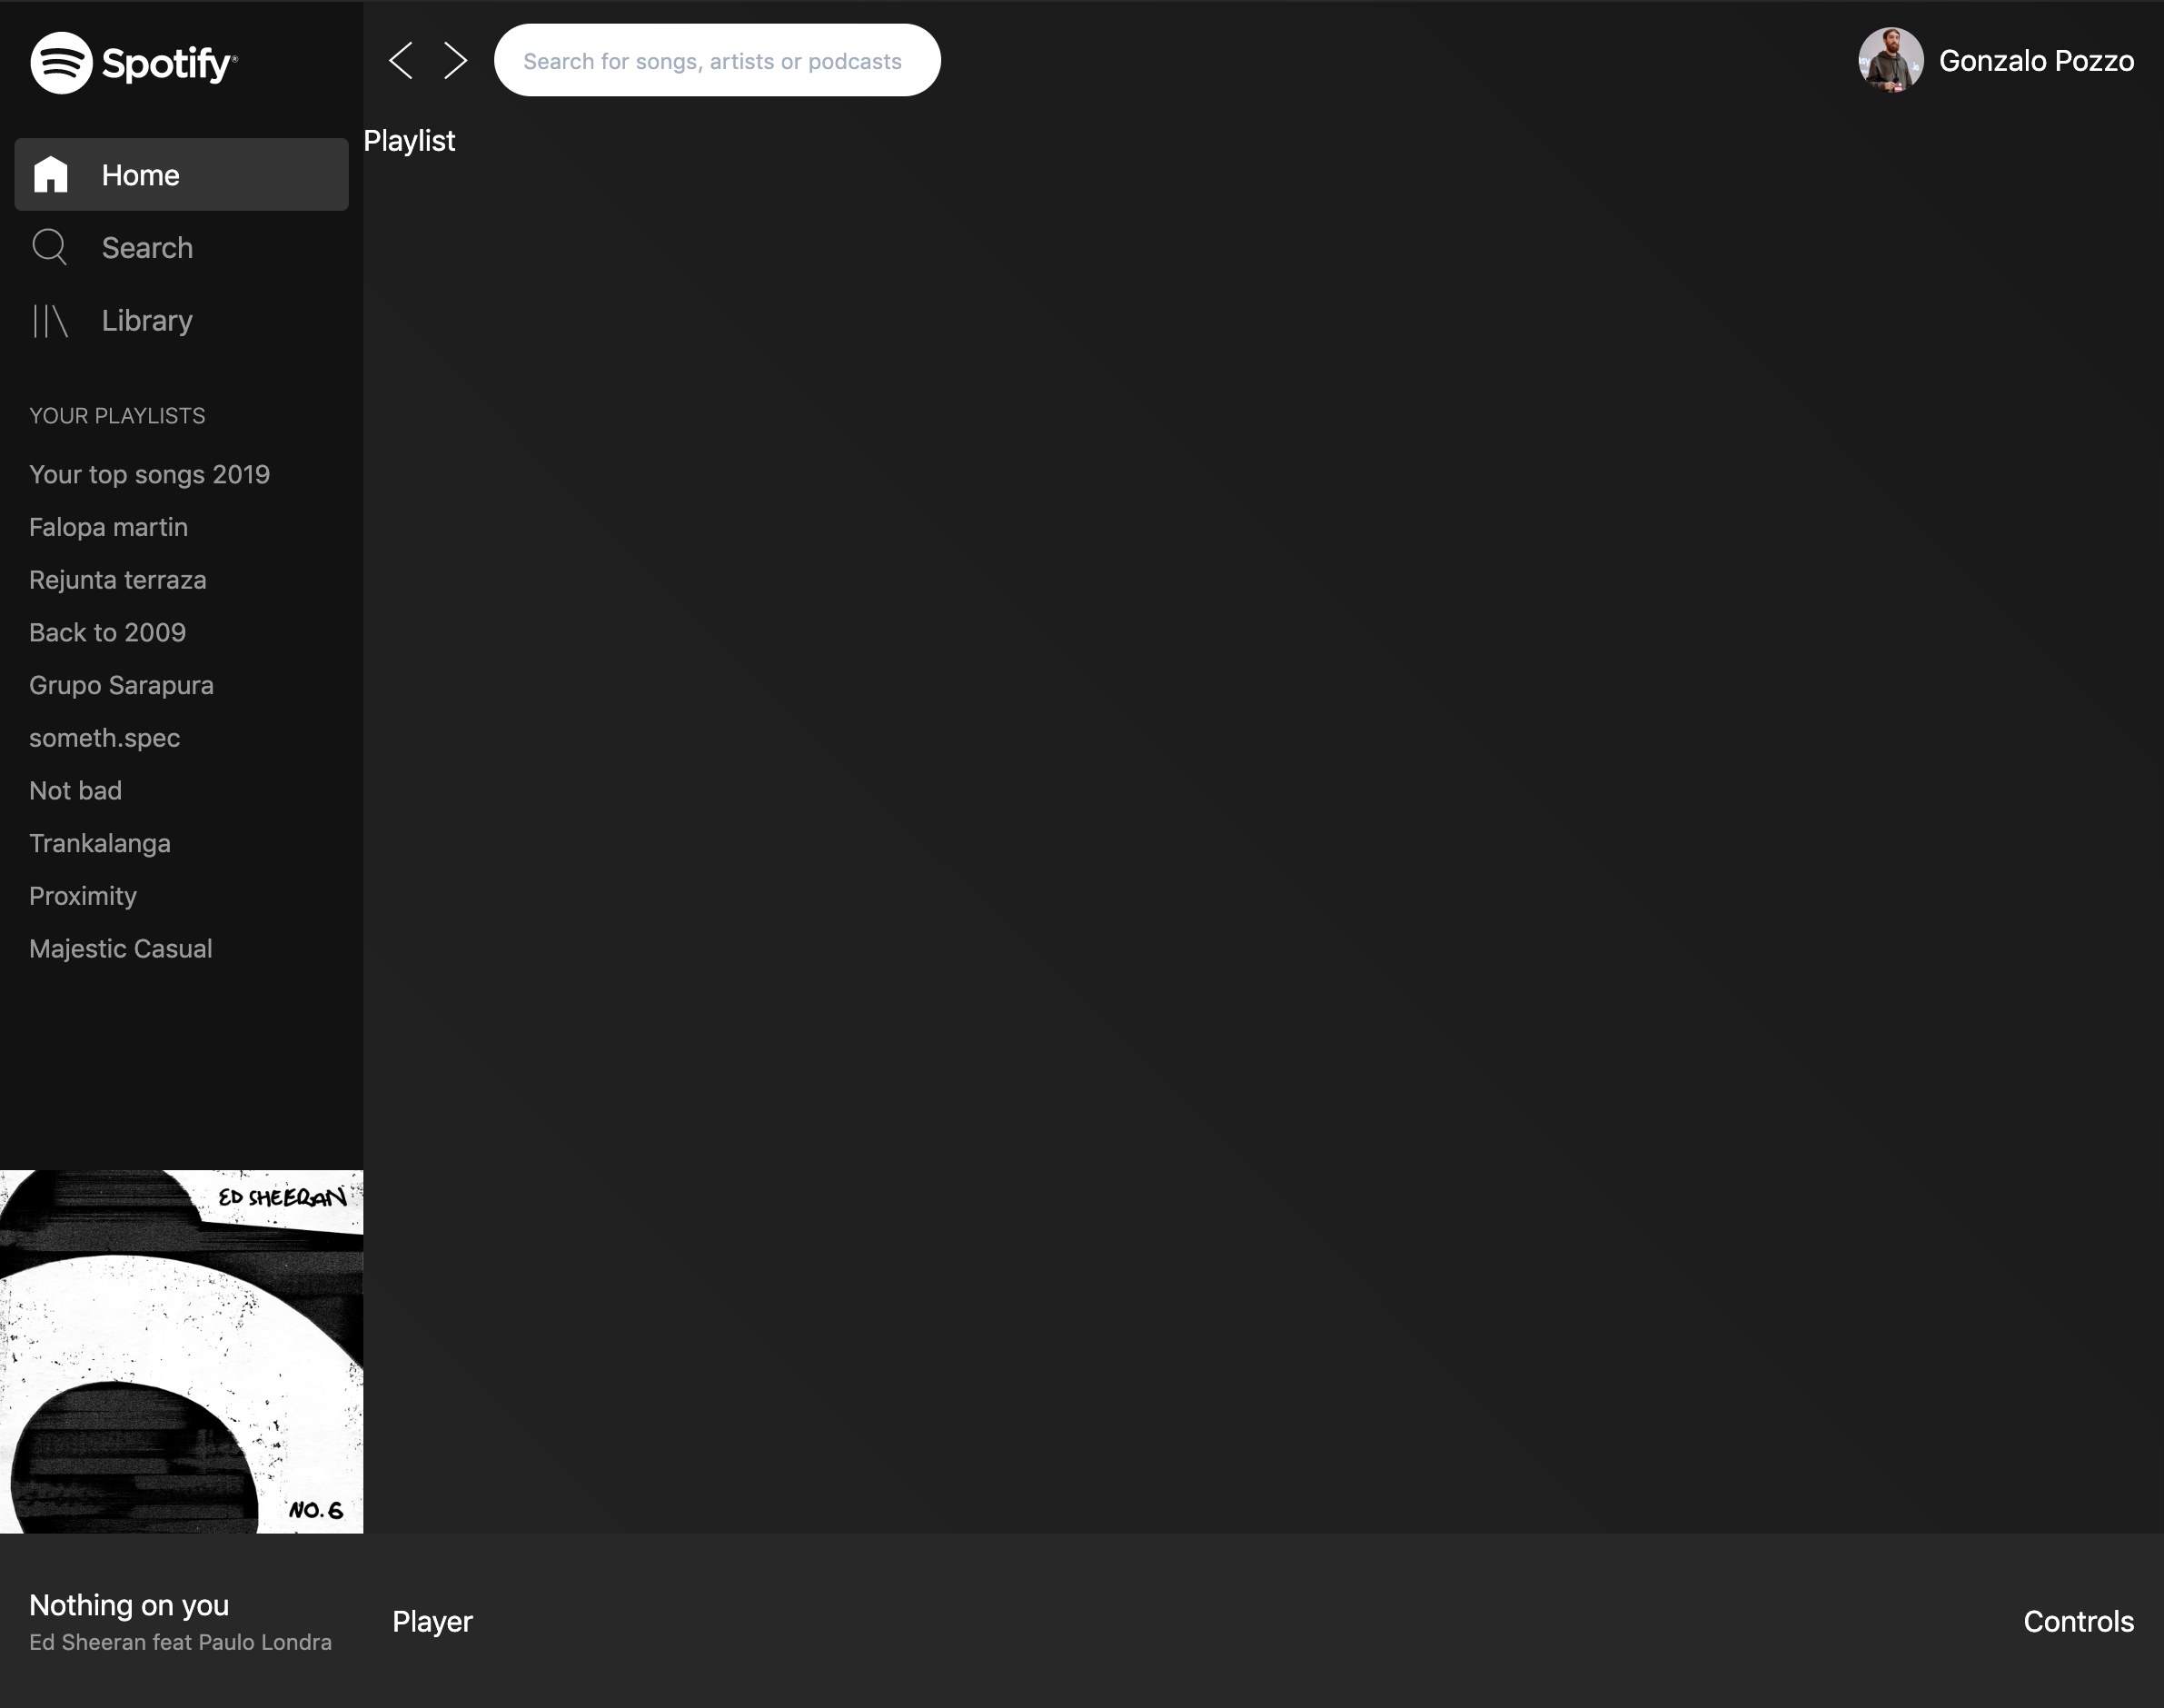 Spotify®
Search for songs, artists or podcasts
Gonzalo Pozzo
Home
Search
Library
YOUR PLAYLISTS
Your top songs 2019
Falopa martin
Rejunta terraza
Back to 2009
Grupo Sarapura
someth.spec
Not bad
Trankalanga
Proximity
Majestic Casual
Playlist
ED SHEERAN
NO.6
Nothing on you
Ed Sheeran feat Paulo Londra
Player
Controls